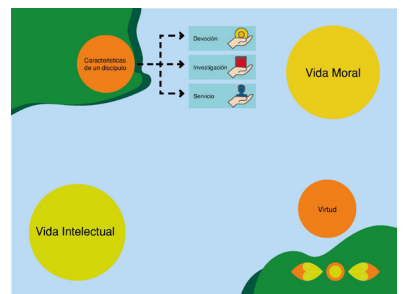 Características
de un discípulo
Devoción
Investigación
Servicio
Vida Moral
Vida Intelectual
Virtud